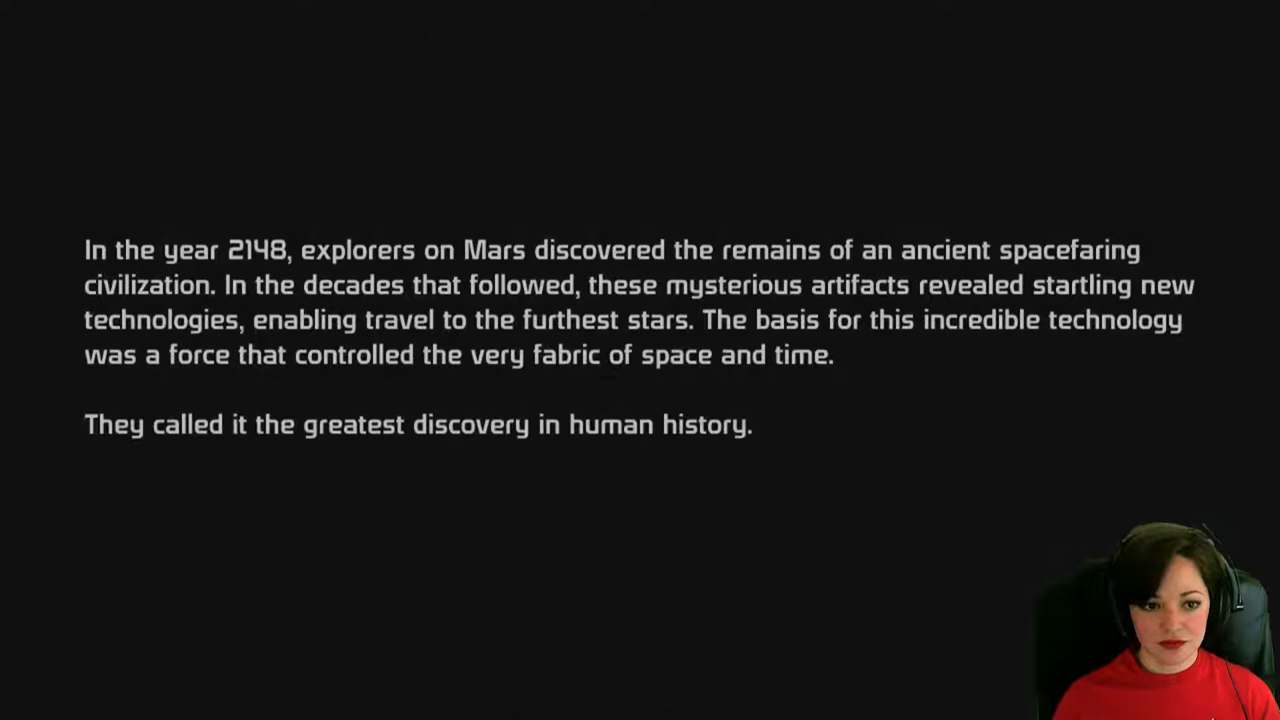 In the year 2148, explorers on Mars discovered the remains of an ancient spacefaring
civilization. In the decades that followed, these mysterious artifacts revealed startling new
technologies, enabling travel to the furthest stars. The basis for this incredible technology
was a force that controlled the very fabric of space and time.
They called it the greatest discovery in human history.